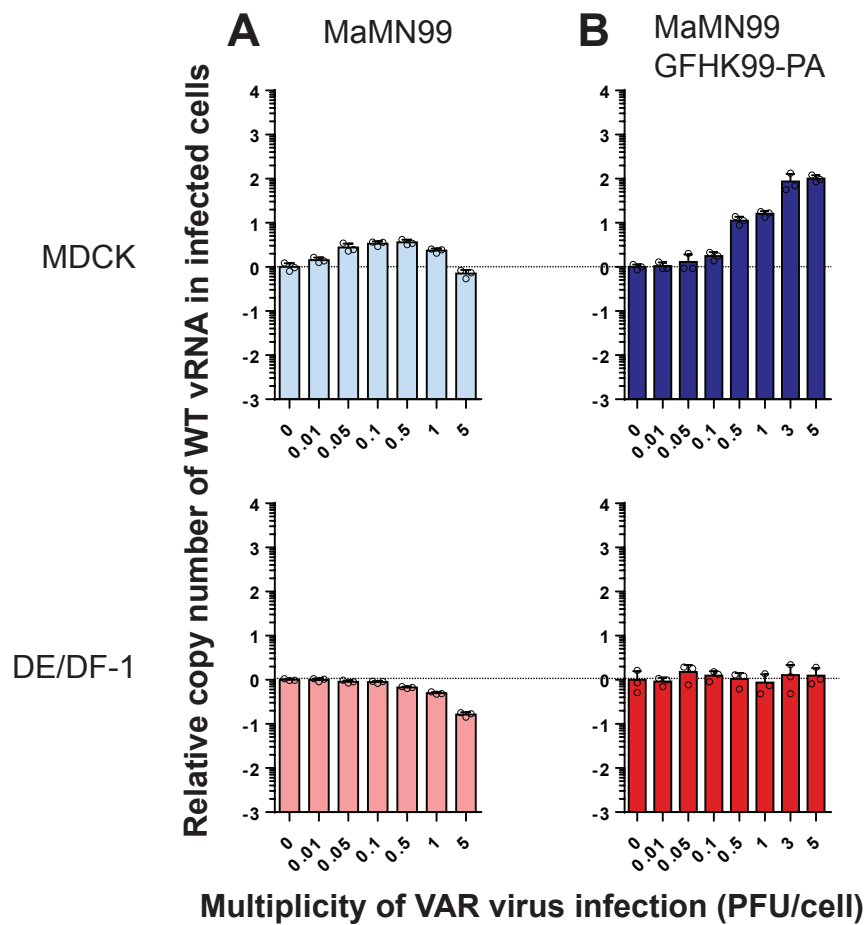 A MaMN99
B MaMN99
GFHK99-PA
Relative copy number of WT vRNA in infected cells
MDCK
4
3
2
1
0
-1
-2
-3
0 0.01 0.05 0.1 0.5 1 5
4
3
2
1
0
-1
-2
-3
0 0.01 0.05 0.1 0.5 1 3 5
DE/DF-1
4
3
2
1
0
-1
-2
-3
0 0.01 0.05 0.1 0.5 1 5
4
3
2
1
0
-1
-2
-3
0 0.01 0.05 0.1 0.5 1 3 5
Multiplicity of VAR virus infection (PFU/cell)